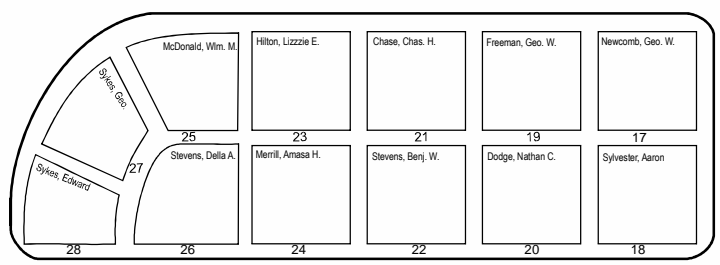 McDonald, Wlm. M.
Hilton, Lizzzie E.
Chase, Chas. H.
Freeman, Geo. W.
Newcomb, Geo. W.
Sykes, Geo.
25
23
21
19
17
27
Stevens, Della A.
Merrill, Amasa H.
Stevens, Benj. W.
Dodge, Nathan C.
Sylvester, Aaron
Sykes, Edward
28
26
24
22
20
18